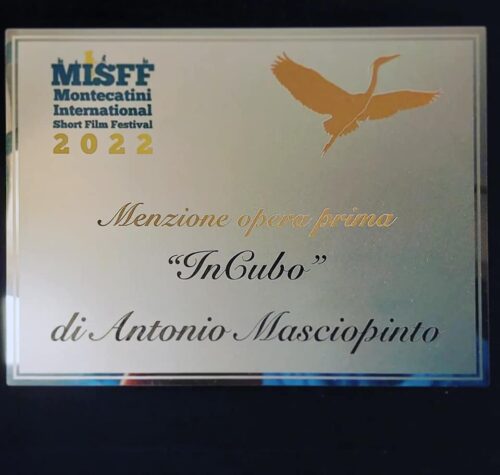 MISFF
Montecatini
International
Short Film Festival
2022
Menzione opera prima
“InCubo”
di Antonio Masciopinto